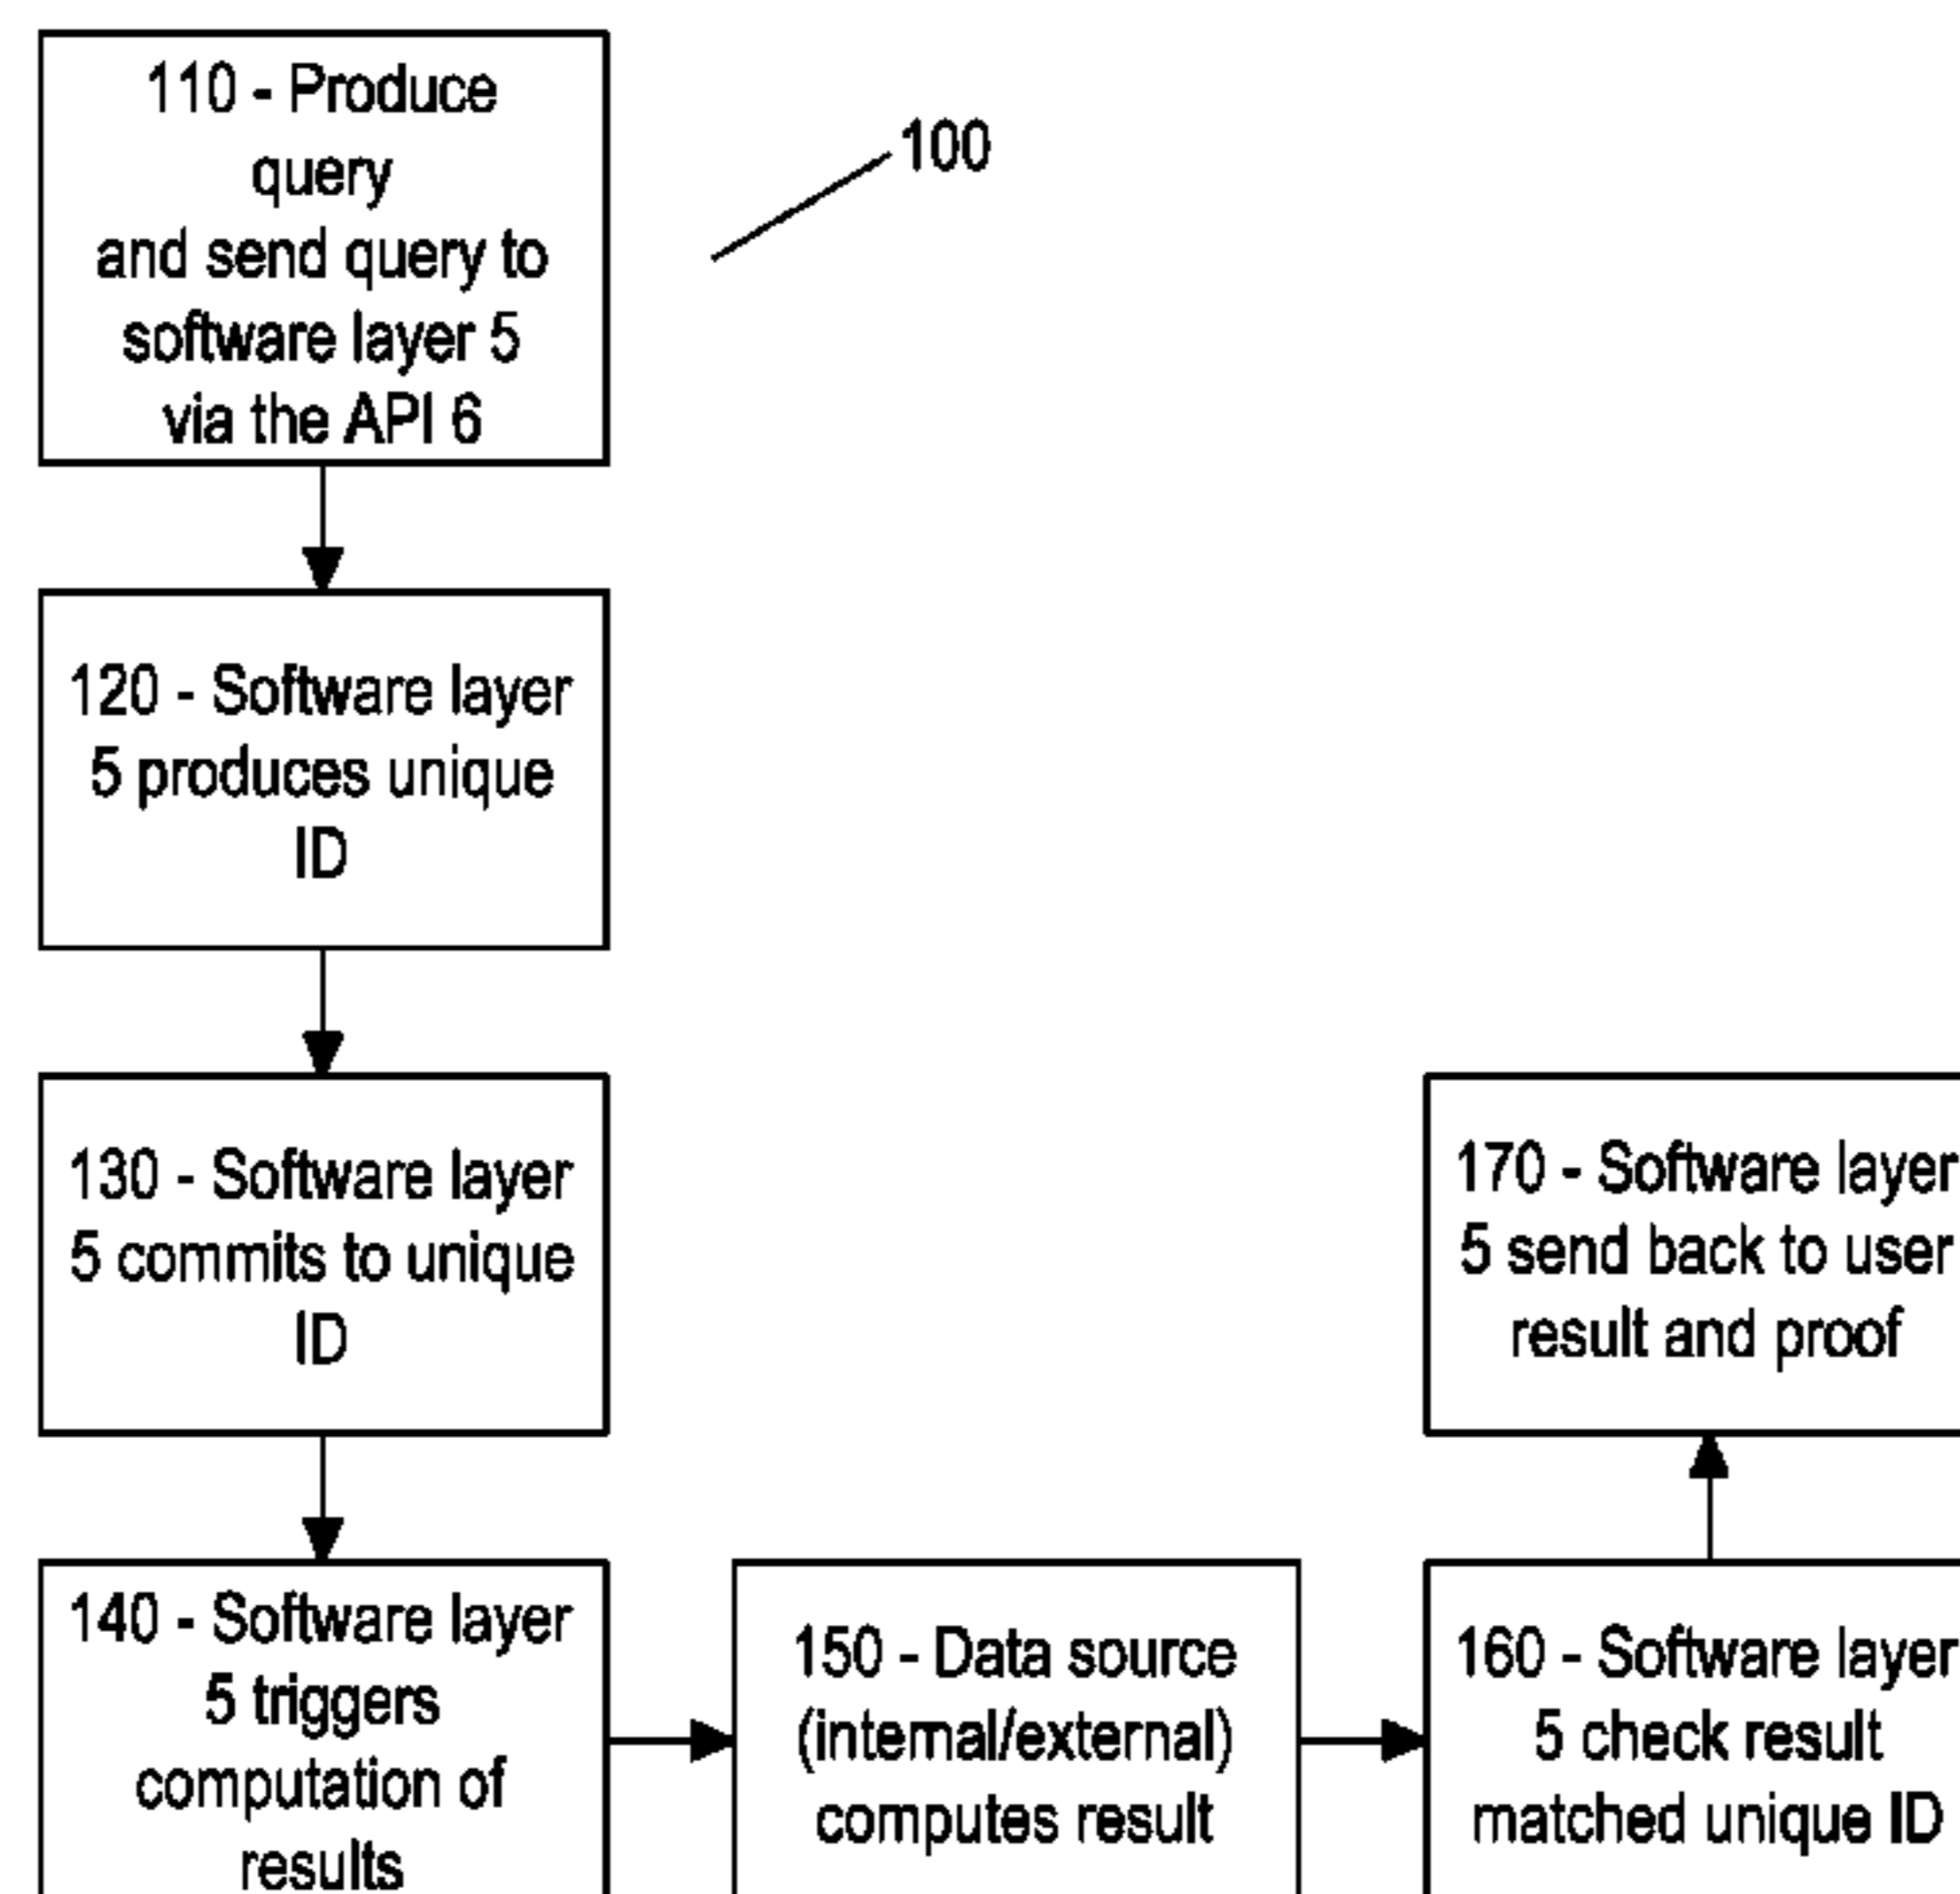 110 - Produce
query
and send query to
software layer 5
via the API 6
100
120 - Software layer
5 produces unique
ID
130 - Software layer
5 commits to unique
ID
140 - Software layer
5 triggers
computation of
results
150 - Data source
(internal/external)
computes result
160 - Software layer
5 check result
matched unique ID
170 - Software layer
5 send back to user
result and proof